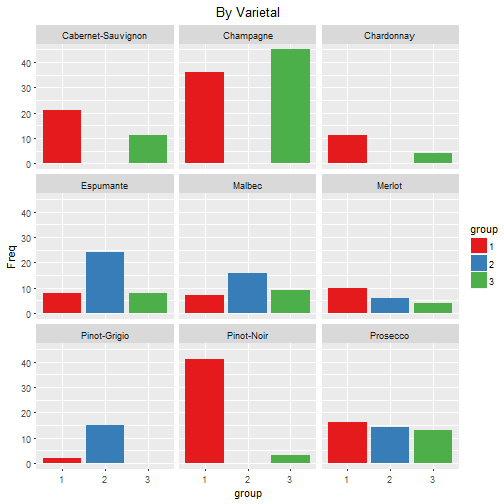 By Varietal
Cabernet-Sauvignon Champagne Chardonnay
40
30
20
10
0
Espumante Malbec Merlot
40
30
20
10
0
Pinot-Grigio Pinot-Noir Prosecco
40
30
20
10
0
1 2 3 1 2 3 1 2 3
group
Freq
group
1
2
3